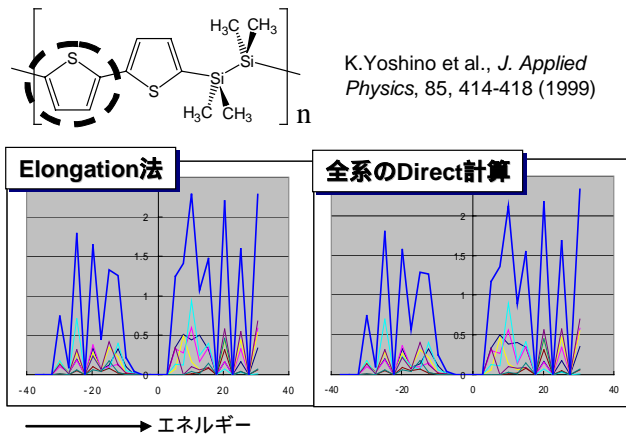 H₃C CH₃
S
Si
S
Si
H₃C CH₃
n
K.Yoshino et al., J. Applied
Physics, 85, 414-418 (1999)
Elongation法
全系のDirect計算
2
1.5
1
0.5
0
-40 -20 0 20 40
2
1.5
1
0.5
0
-40 -20 0 20 40
エネルギー